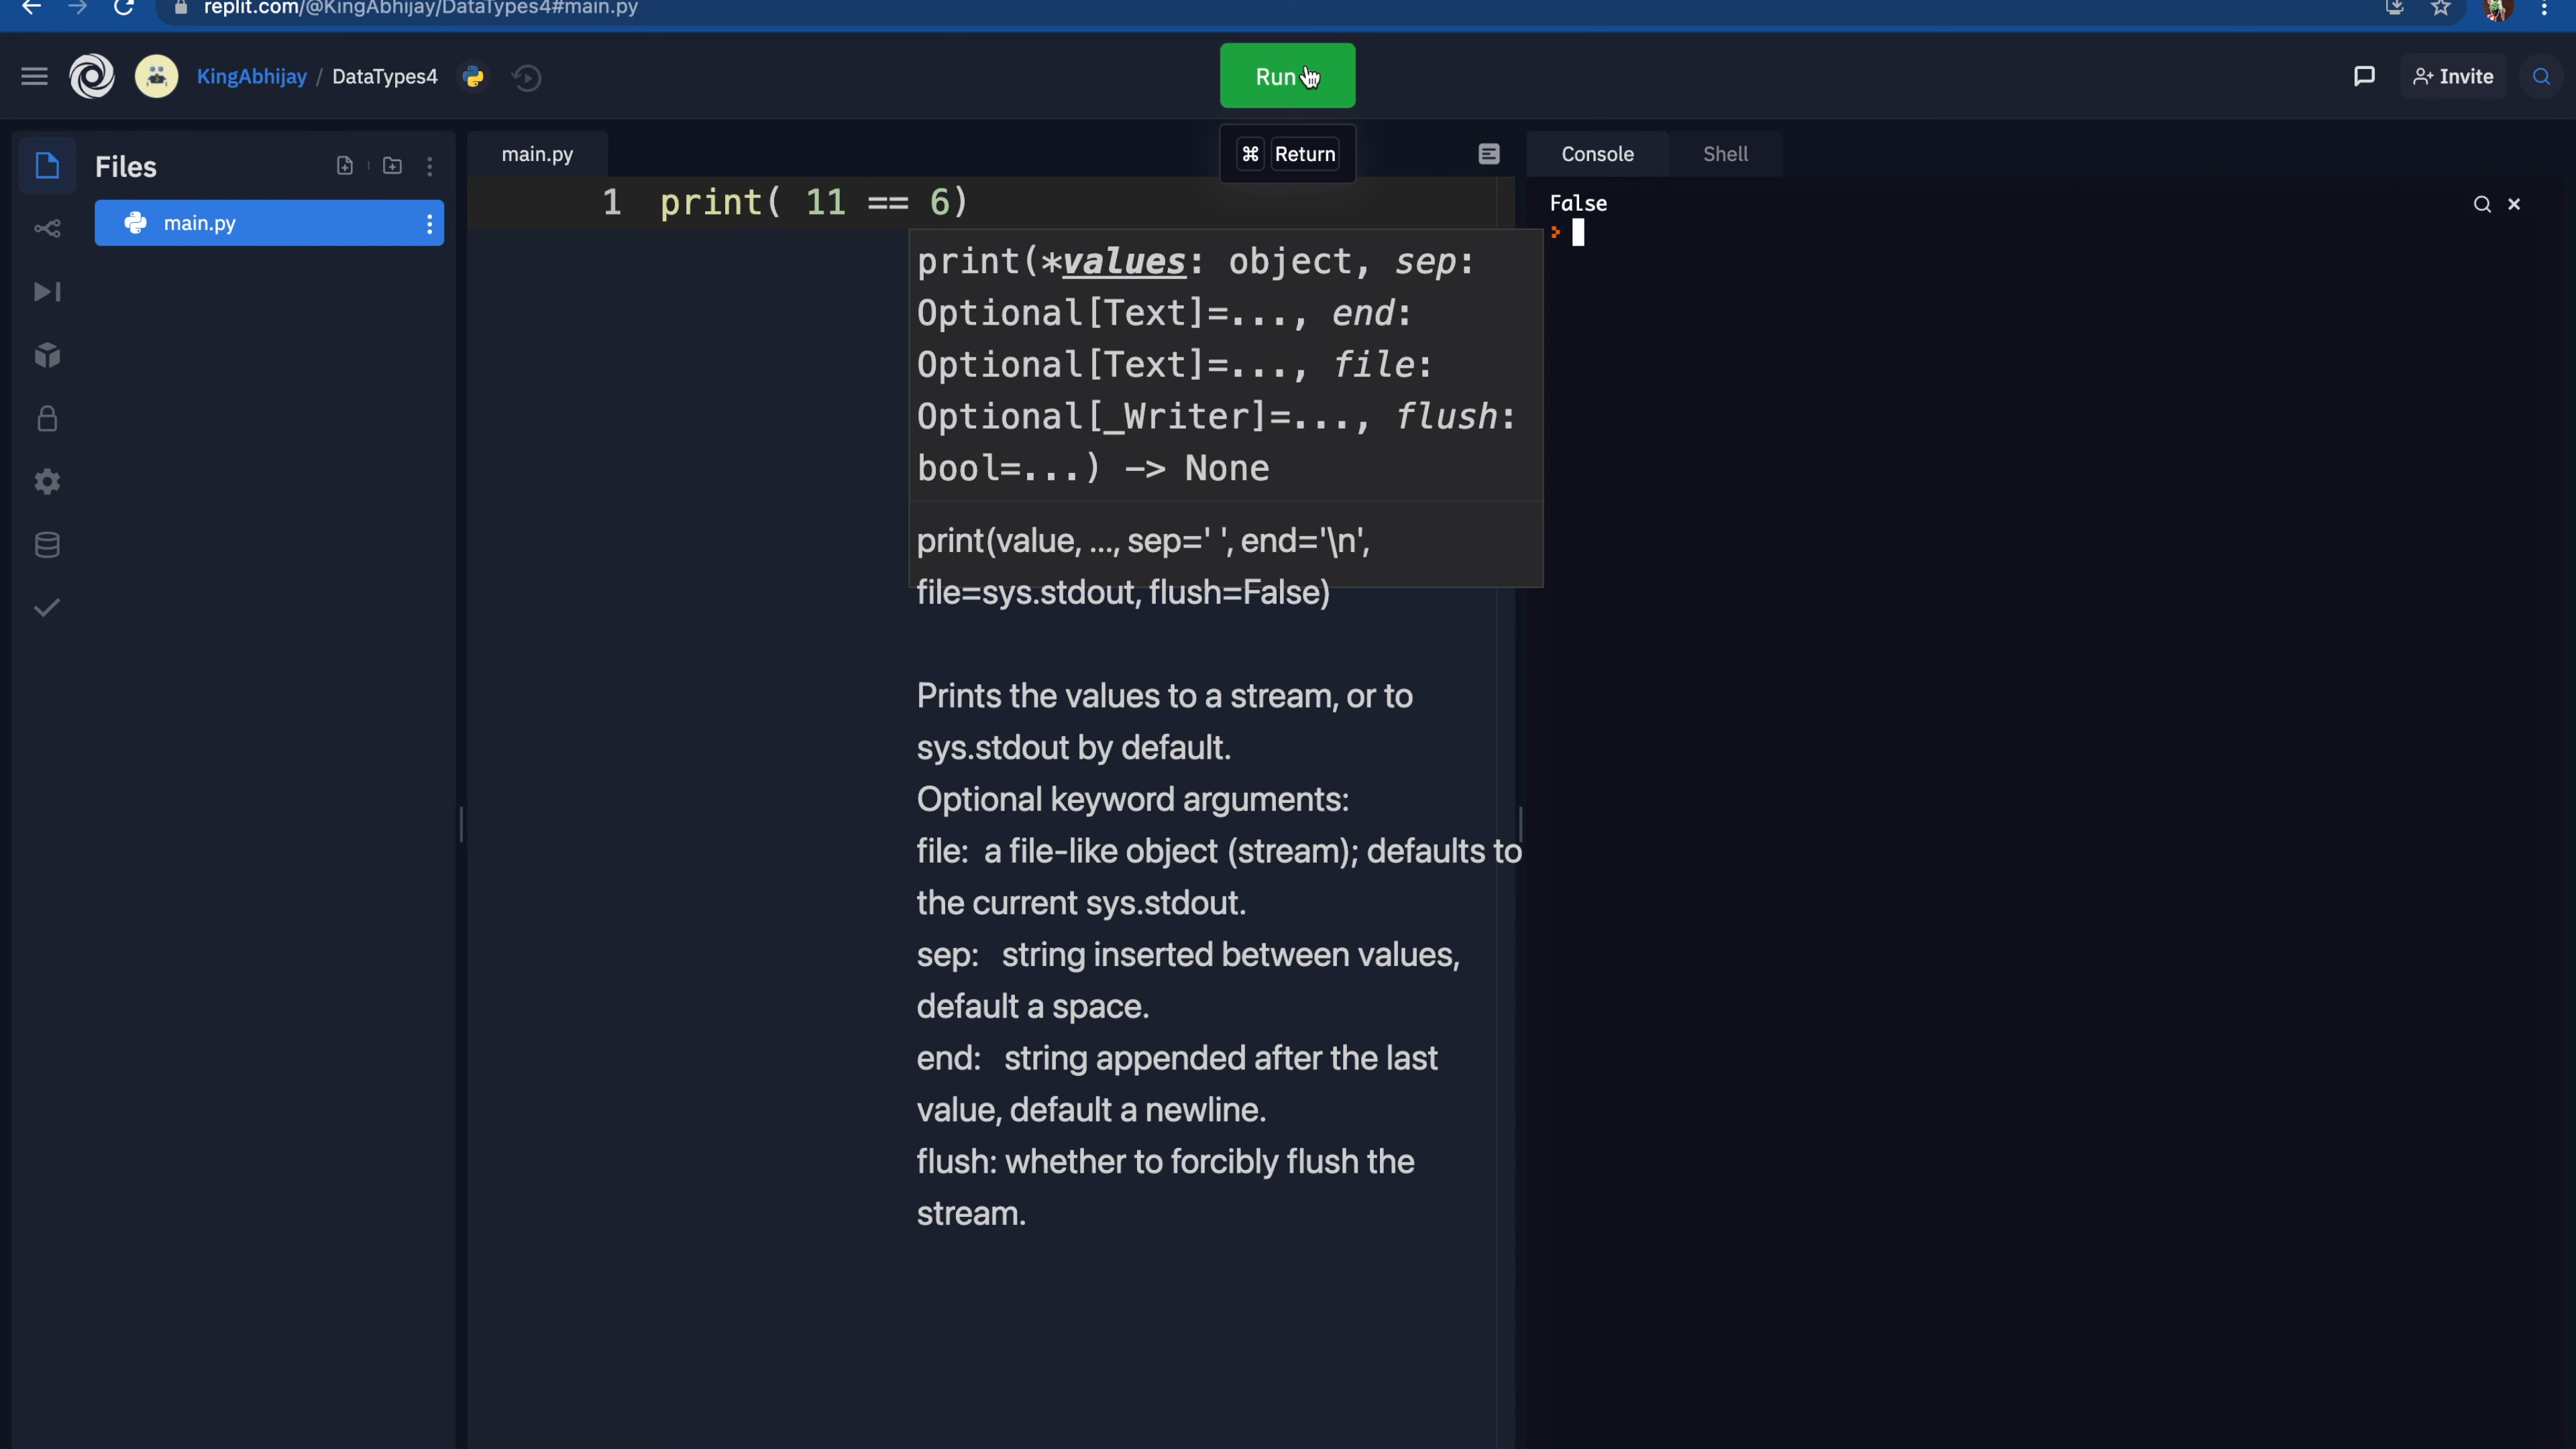 replit.com/@KingAbhijay/DataTypes4#main.py
KingAbhijay / DataTypes4
Run
Invite
⌘ Return
Files
main.py
main.py
1 print( 11 == 6)
print(*values: object, sep:
Optional[Text]=..., end:
Optional[Text]=..., file:
Optional[_Writer]=..., flush:
bool=...) -> None
print(value, ..., sep=' ', end='\n',
file=sys.stdout, flush=False)
Prints the values to a stream, or to
sys.stdout by default.
Optional keyword arguments:
file: a file-like object (stream); defaults to
the current sys.stdout.
sep: string inserted between values,
default a space.
end: string appended after the last
value, default a newline.
flush: whether to forcibly flush the
stream.
Console
Shell
False